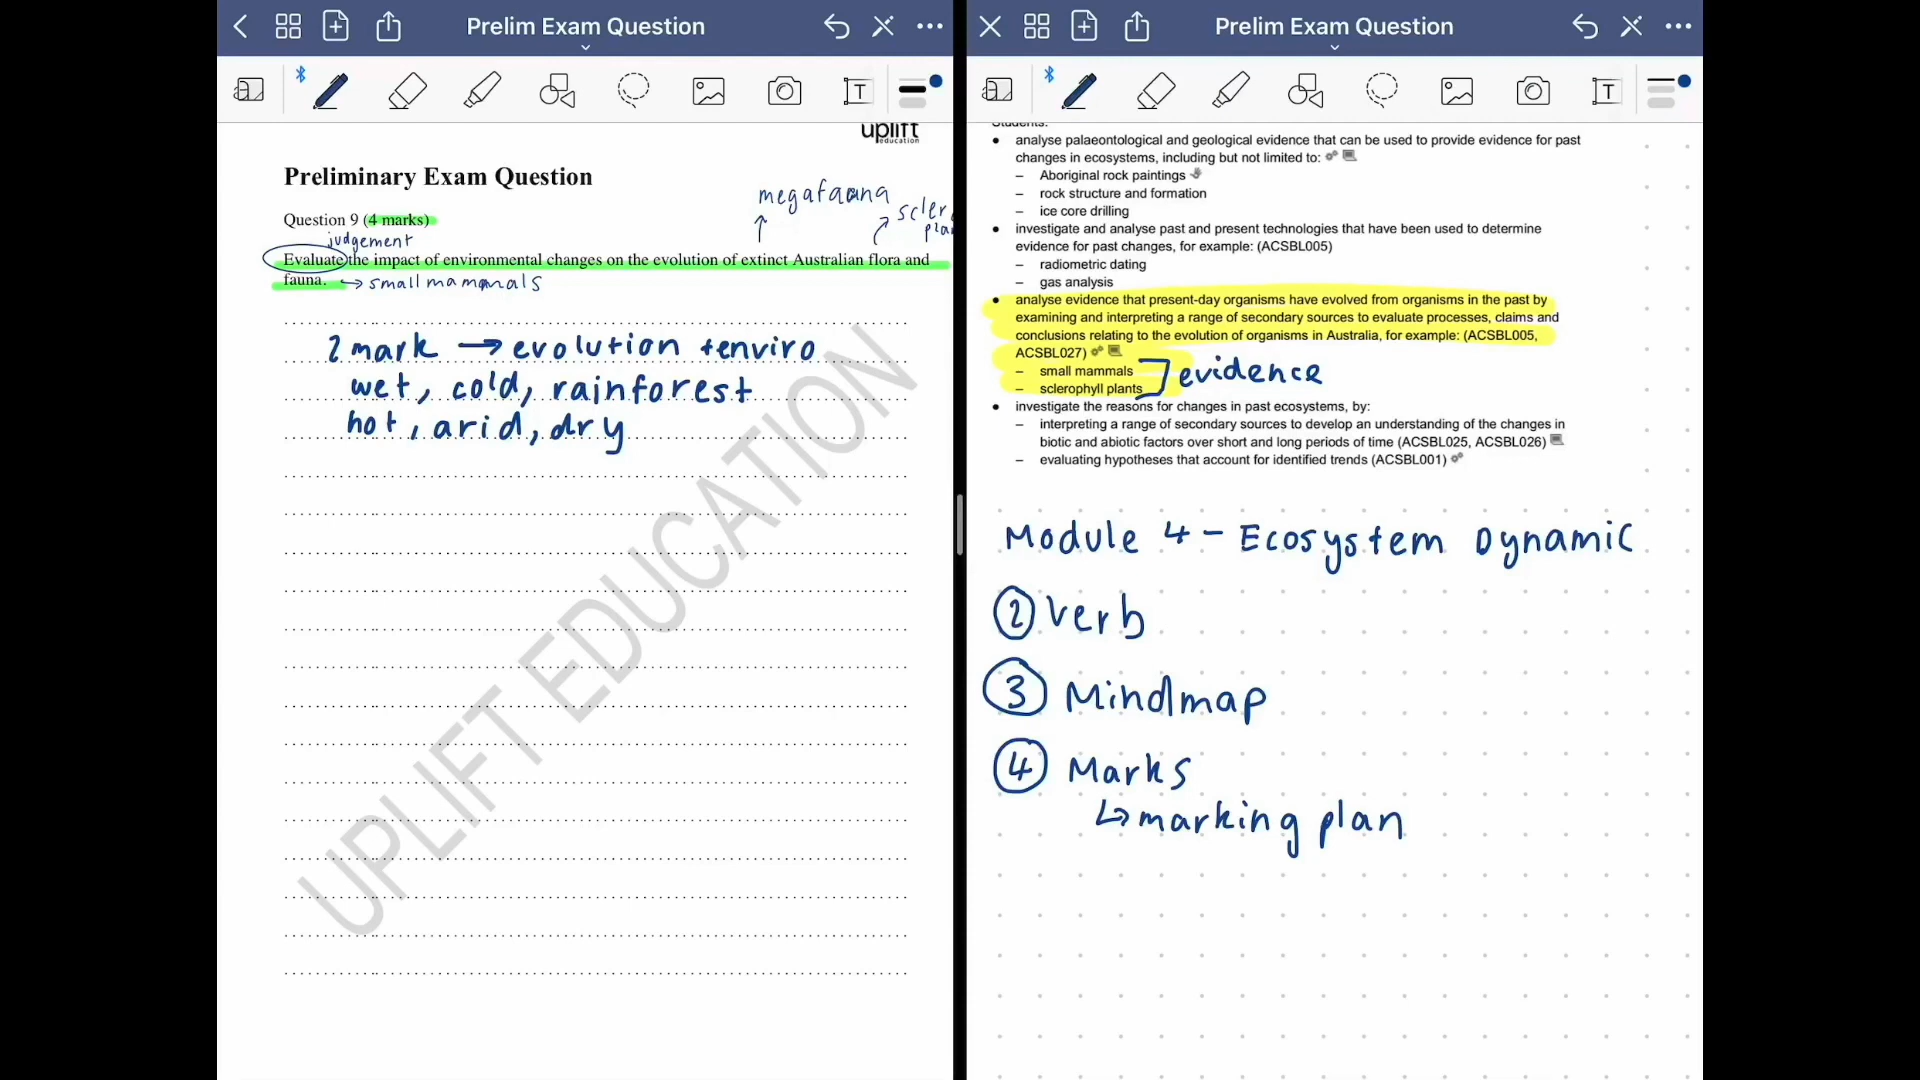 Prelim Exam Question
uplift
education
Preliminary Exam Question
megafauna
Question 9 (4 marks)
judgement
Evaluate the impact of environmental changes on the evolution of extinct Australian flora and
fauna. → small mammals
2 mark → evolution + enviro
wet, cold, rainforest
hot, arid, dry
UPLIFT EDUCATION
Prelim Exam Question
Students:
• analyse palaeontological and geological evidence that can be used to provide evidence for past
changes in ecosystems, including but not limited to:
– Aboriginal rock paintings
– rock structure and formation
– ice core drilling
• investigate and analyse past and present technologies that have been used to determine
evidence for past changes, for example: (ACSBL005)
– radiometric dating
– gas analysis
• analyse evidence that present-day organisms have evolved from organisms in the past by
examining and interpreting a range of secondary sources to evaluate processes, claims and
conclusions relating to the evolution of organisms in Australia, for example: (ACSBL005,
ACSBL027)
– small mammals
– sclerophyll plants
evidence
• investigate the reasons for changes in past ecosystems, by:
– interpreting a range of secondary sources to develop an understanding of the changes in
biotic and abiotic factors over short and long periods of time (ACSBL025, ACSBL026)
– evaluating hypotheses that account for identified trends (ACSBL001)
Module 4 - Ecosystem Dynamic
② Verb
③ Mindmap
④ Marks
↳ marking plan